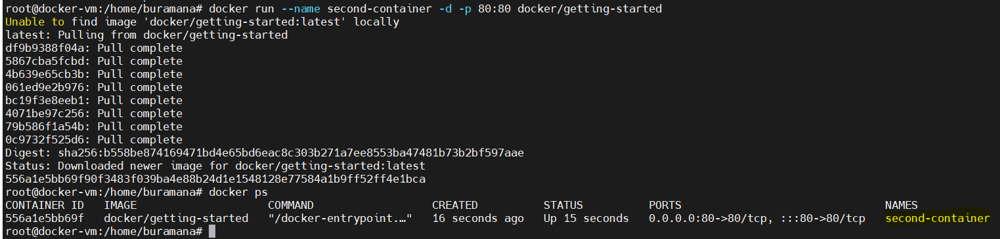 root@docker-vm:/home/buramana# docker run --name second-container -d -p 80:80 docker/getting-started
Unable to find image 'docker/getting-started:latest' locally
latest: Pulling from docker/getting-started
df9b9388f04a: Pull complete
5867cba5fcbd: Pull complete
4b639e65cb3b: Pull complete
061ed9e2b976: Pull complete
bc19f3e8eeb1: Pull complete
4071be97c256: Pull complete
79b586f1a54b: Pull complete
0c9732f525d6: Pull complete
Digest: sha256:b558be874169471bd4e65bd6eac8c303b271a7ee8553ba47481b73b2bf597aae
Status: Downloaded newer image for docker/getting-started:latest
556a1e5bb69f90f3483f039ba4e88b24d1e1548128e77584a1b9ff52ff4e1bca
root@docker-vm:/home/buramana# docker ps
CONTAINER ID   IMAGE                    COMMAND                  CREATED          STATUS          PORTS                               NAMES
556a1e5bb69f   docker/getting-started   "/docker-entrypoint.…"   16 seconds ago   Up 15 seconds   0.0.0.0:80->80/tcp, :::80->80/tcp   second-container
root@docker-vm:/home/buramana#